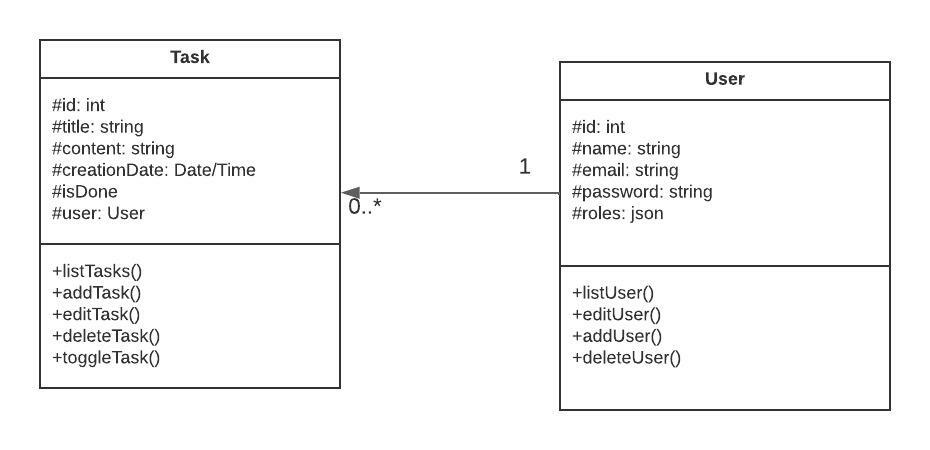 Task
#id: int
#title: string
#content: string
#creationDate: Date/Time
#isDone
#user: User
+listTasks()
+addTask()
+editTask()
+deleteTask()
+toggleTask()
1
0..*
User
#id: int
#name: string
#email: string
#password: string
#roles: json
+listUser()
+editUser()
+addUser()
+deleteUser()